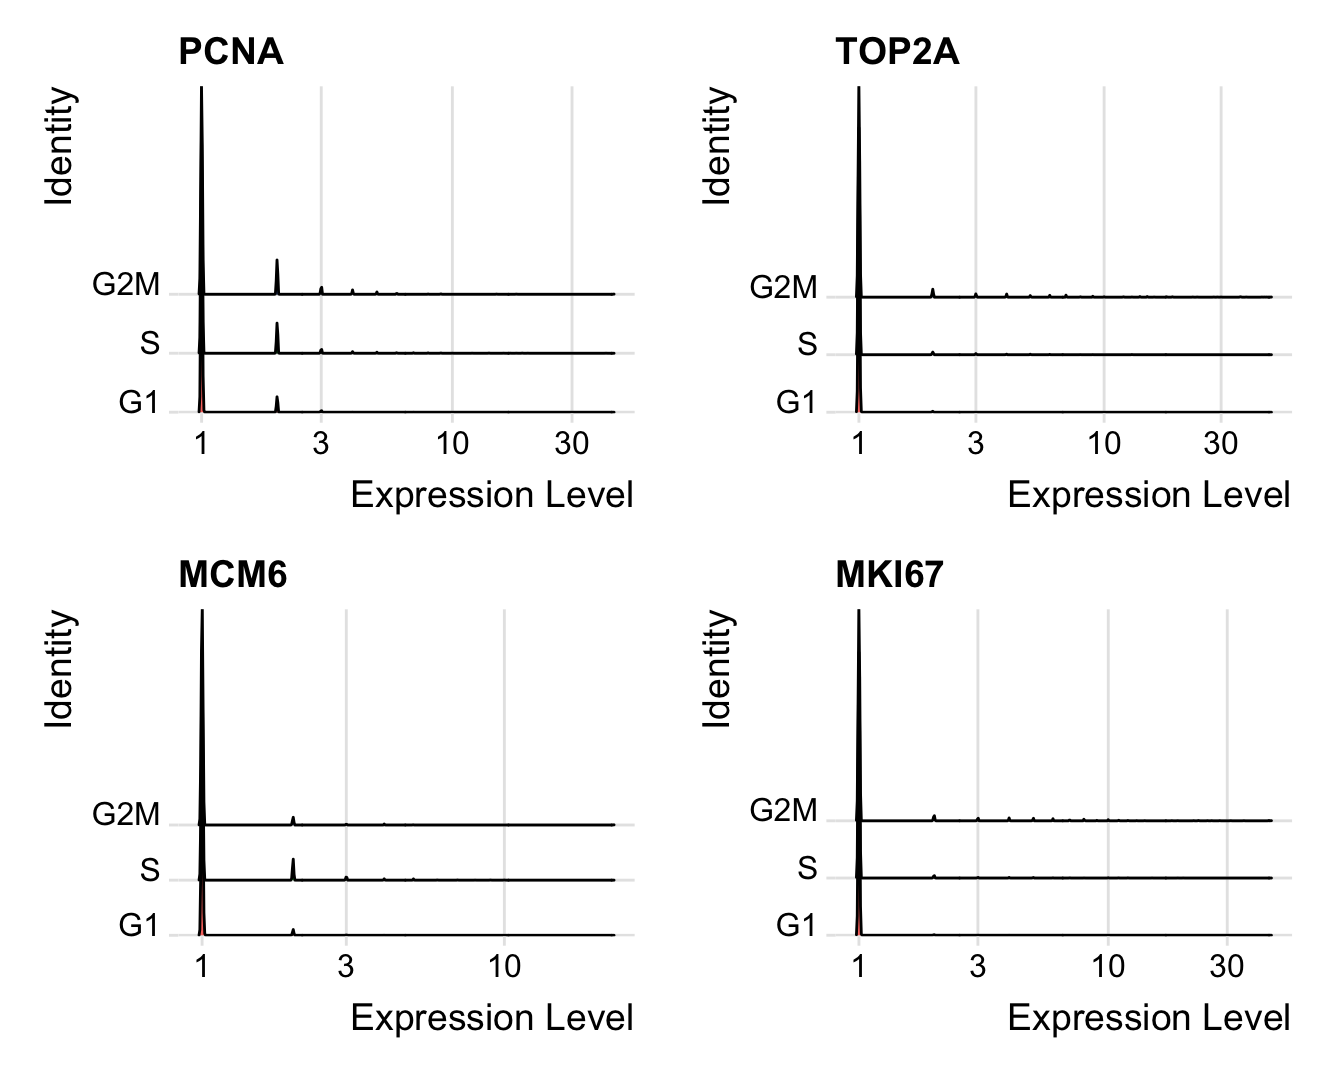 PCNA
Identity
G2M
S
G1
1 3 10 30
Expression Level
TOP2A
Identity
G2M
S
G1
1 3 10 30
Expression Level
MCM6
Identity
G2M
S
G1
1 3 10
Expression Level
MKI67
Identity
G2M
S
G1
1 3 10 30
Expression Level